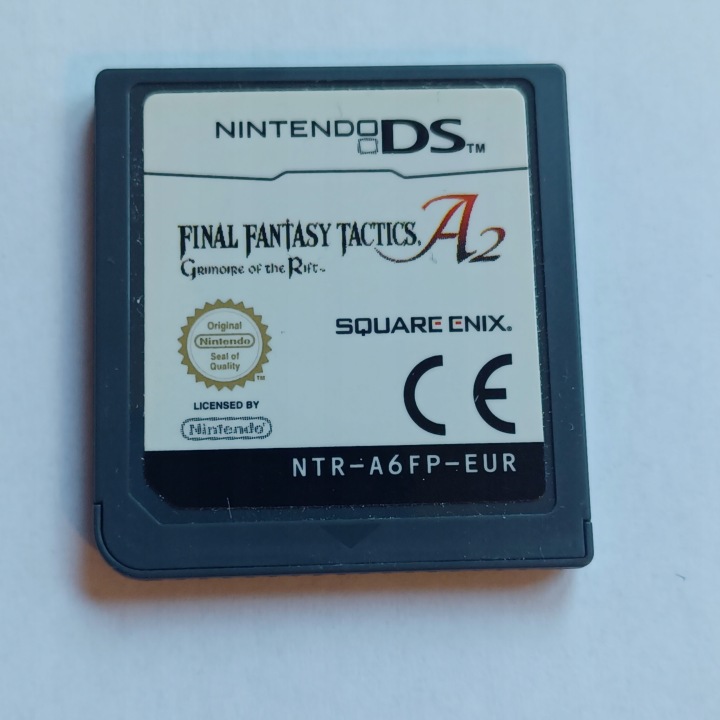 NINTENDO DS™
FINAL FANTASY TACTICS® A2
GRIMOIRE OF THE RIFT™
Original
Nintendo
Seal of
Quality
™
SQUARE ENIX®
CE
LICENSED BY
Nintendo®
NTR-A6FP-EUR